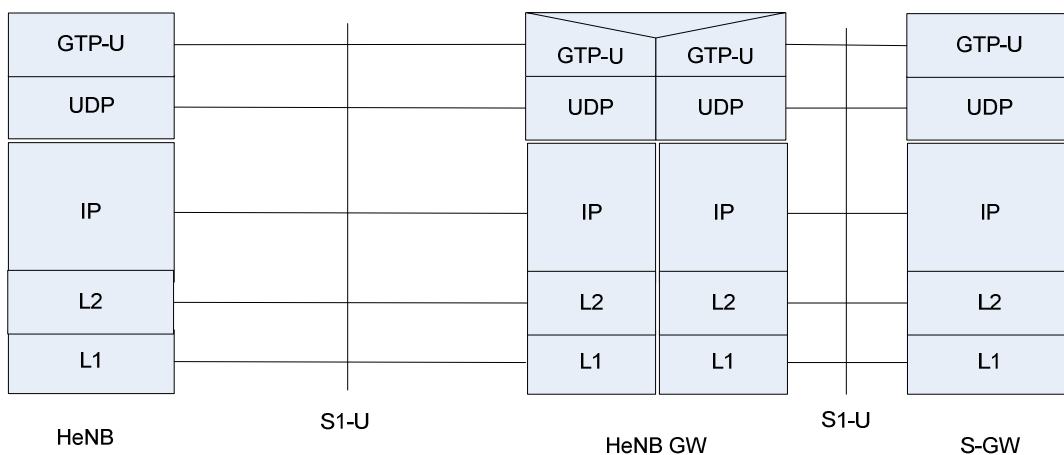 GTP-U
GTP-U GTP-U
GTP-U
UDP UDP UDP UDP
IP IP IP IP
L2 L2 L2 L2
L1 L1 L1 L1
S1-U S1-U
HeNB HeNB GW S-GW